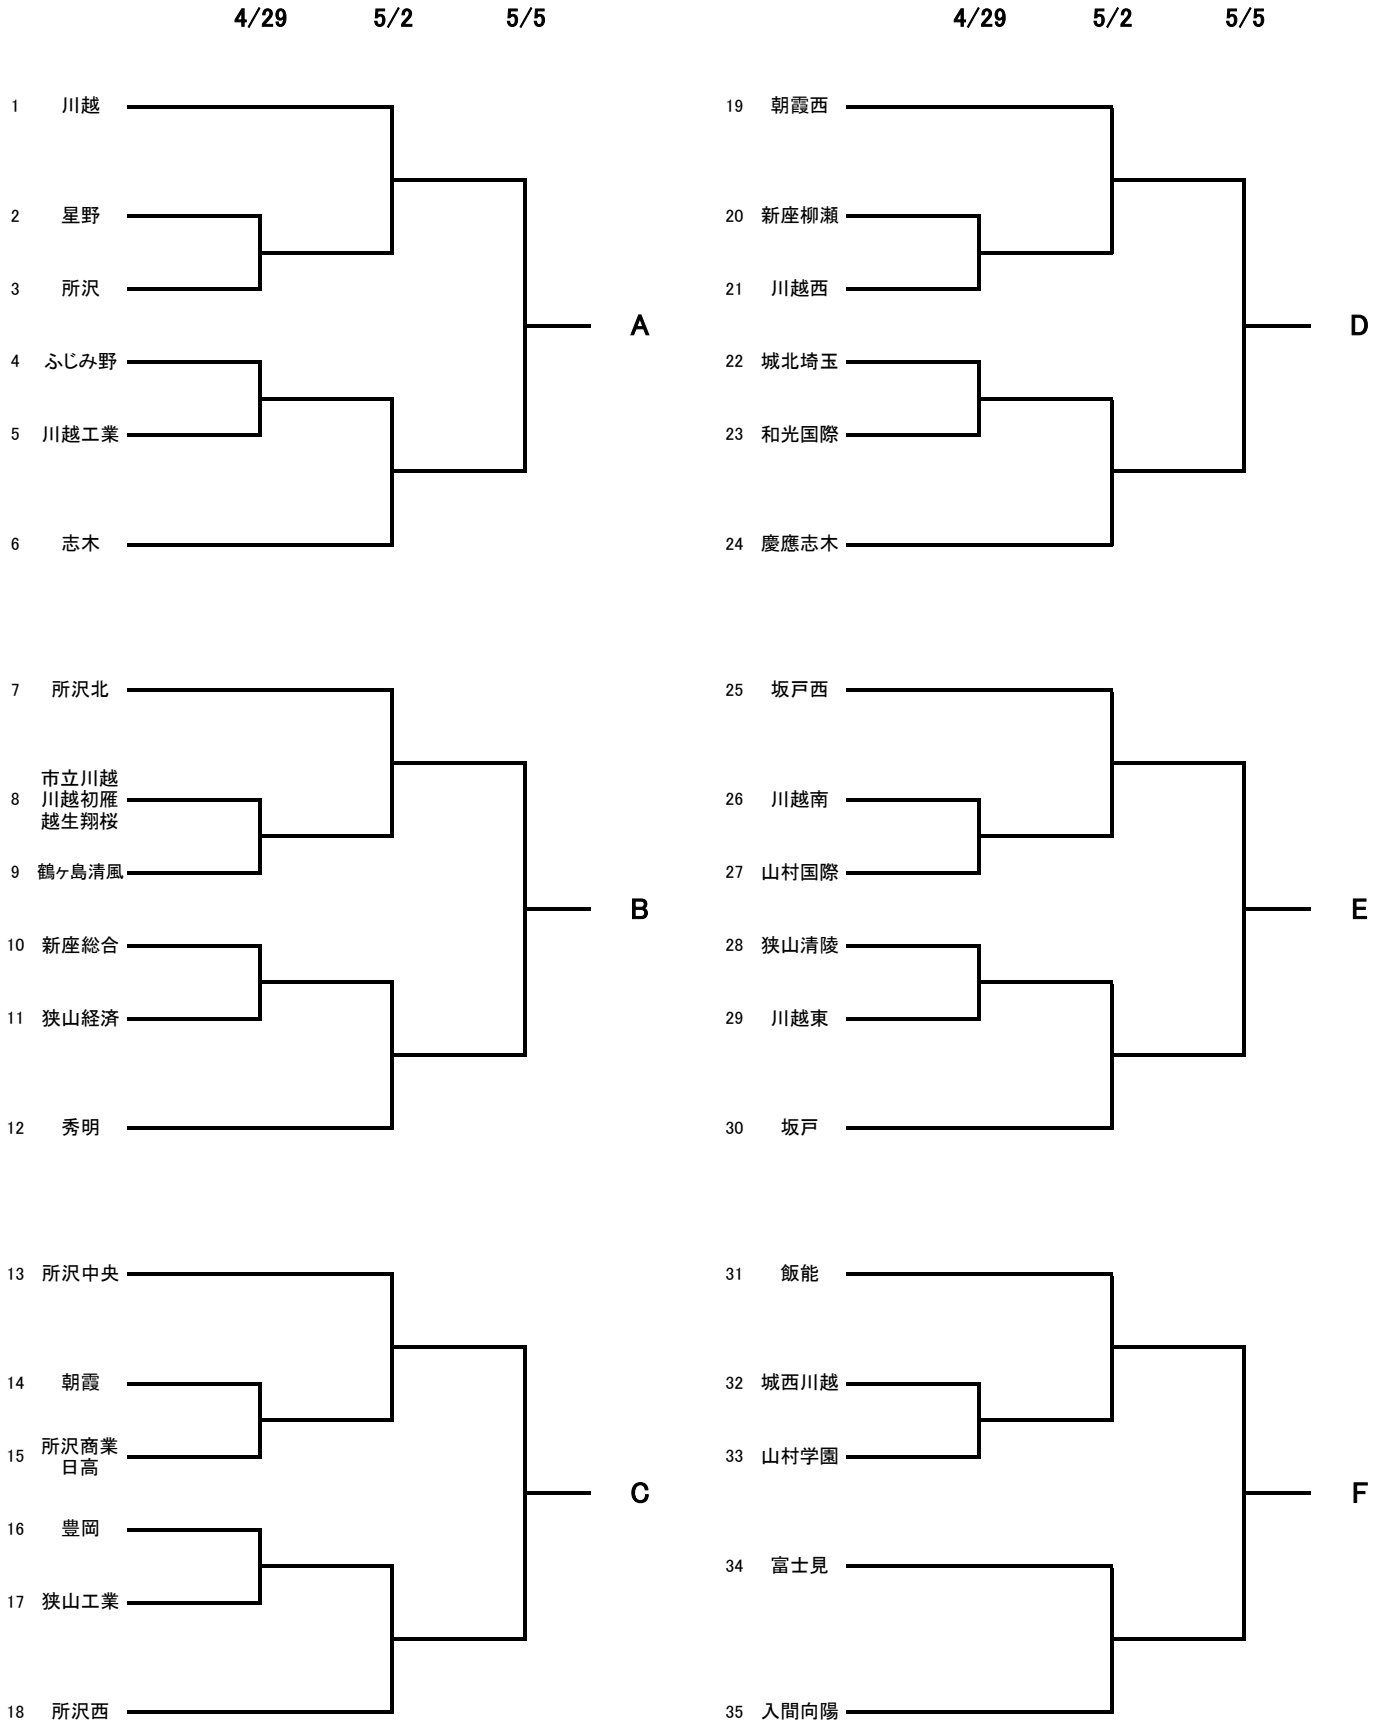 4/29 5/2 5/5
1 川越
2 星野
3 所沢
A
4 ふじみ野
5 川越工業
6 志木
7 所沢北
市立川越
8 川越初雁
越生翔桜
9 鶴ヶ島清風
B
10 新座総合
11 狭山経済
12 秀明
13 所沢中央
14 朝霞
所沢商業
15
日高
C
16 豊岡
17 狭山工業
18 所沢西
4/29 5/2 5/5
19 朝霞西
20 新座柳瀬
21 川越西
D
22 城北埼玉
23 和光国際
24 慶應志木
25 坂戸西
26 川越南
27 山村国際
E
28 狭山清陵
29 川越東
30 坂戸
31 飯能
32 城西川越
33 山村学園
F
34 富士見
35 入間向陽